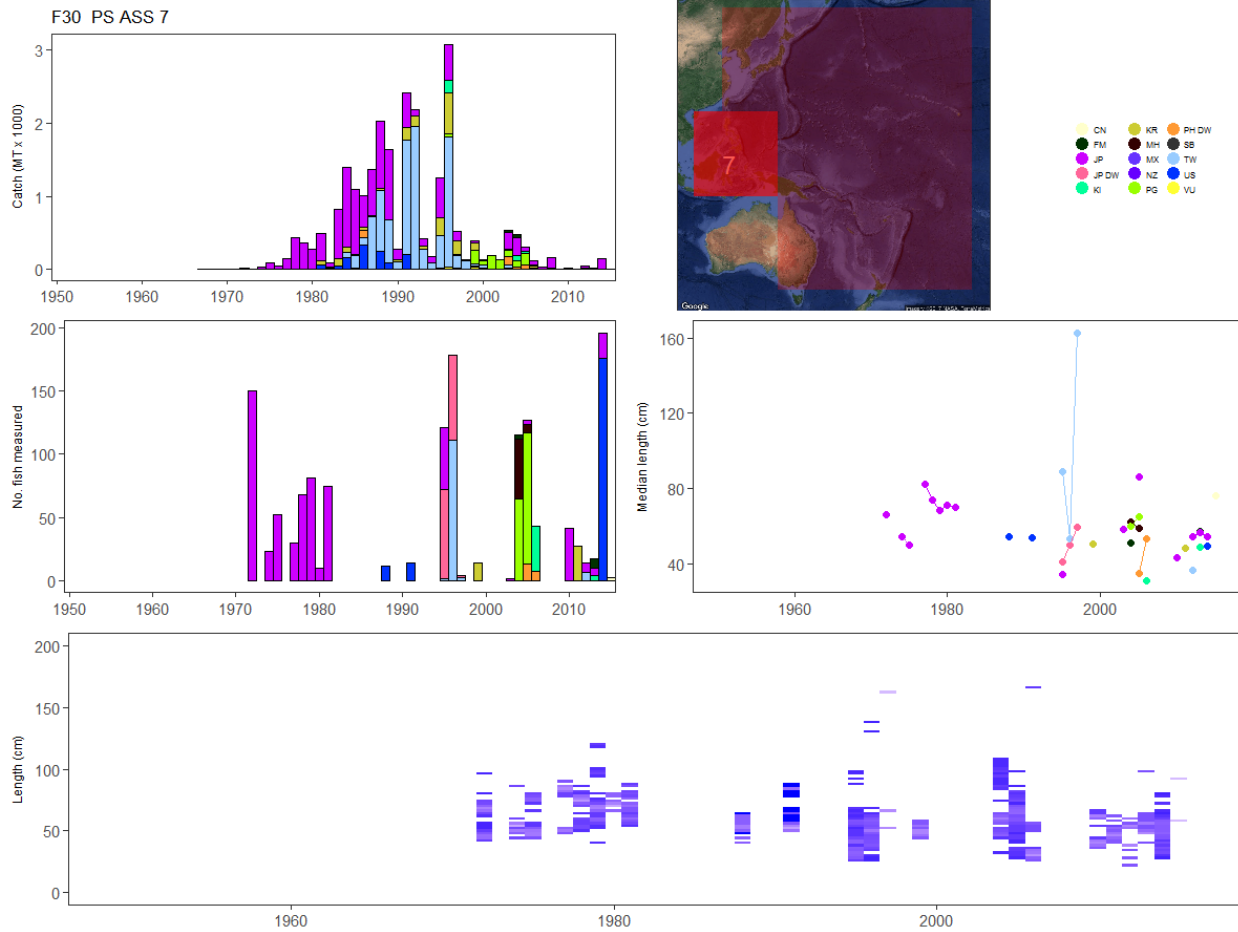 F30 PS ASS 7
Catch (MT x 1000)
3
2
1
0
1950 1960 1970 1980 1990 2000 2010
7
Google
CN KR PH DW
FM MH SB
JP MX TW
JP DW NZ US
KI PG VU
No. fish measured
200
150
100
50
0
1950 1960 1970 1980 1990 2000 2010
Median length (cm)
160
120
80
40
1960 1980 2000
Length (cm)
200
150
100
50
0
1960 1980 2000